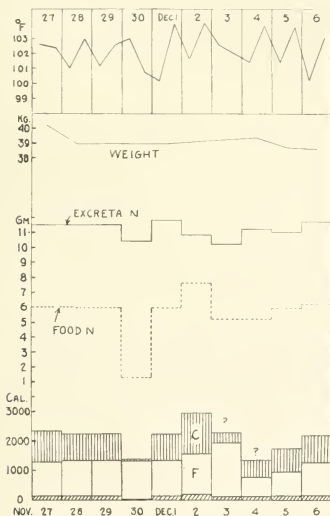 °F
27 28 29 30 DEC.1 2 3 4 5 6
103
102
101
100
99
KG.
40
39
38
WEIGHT
EXCRETA N
GM
11
10
9
8
7
6
5
4
3
2
1
FOOD N
CAL.
3000
2000
1000
0
C
F
?
?
NOV. 27 28 29 30 DEC.1 2 3 4 5 6